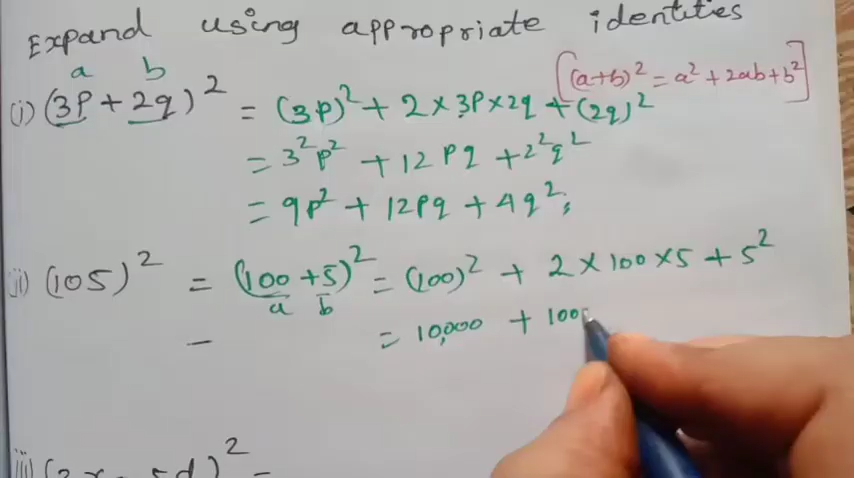 Expand using appropriate identities
a b [(a+b)² = a² + 2ab + b²]
(i) (3p + 2q)² = (3p)² + 2 × 3p × 2q + (2q)²
= 3²p² + 12pq + 2²q²
= 9p² + 12pq + 4q²;
ii) (105)² = (100 + 5)² = (100)² + 2 × 100 × 5 + 5²
a b
= 10,000 + 100
iii)